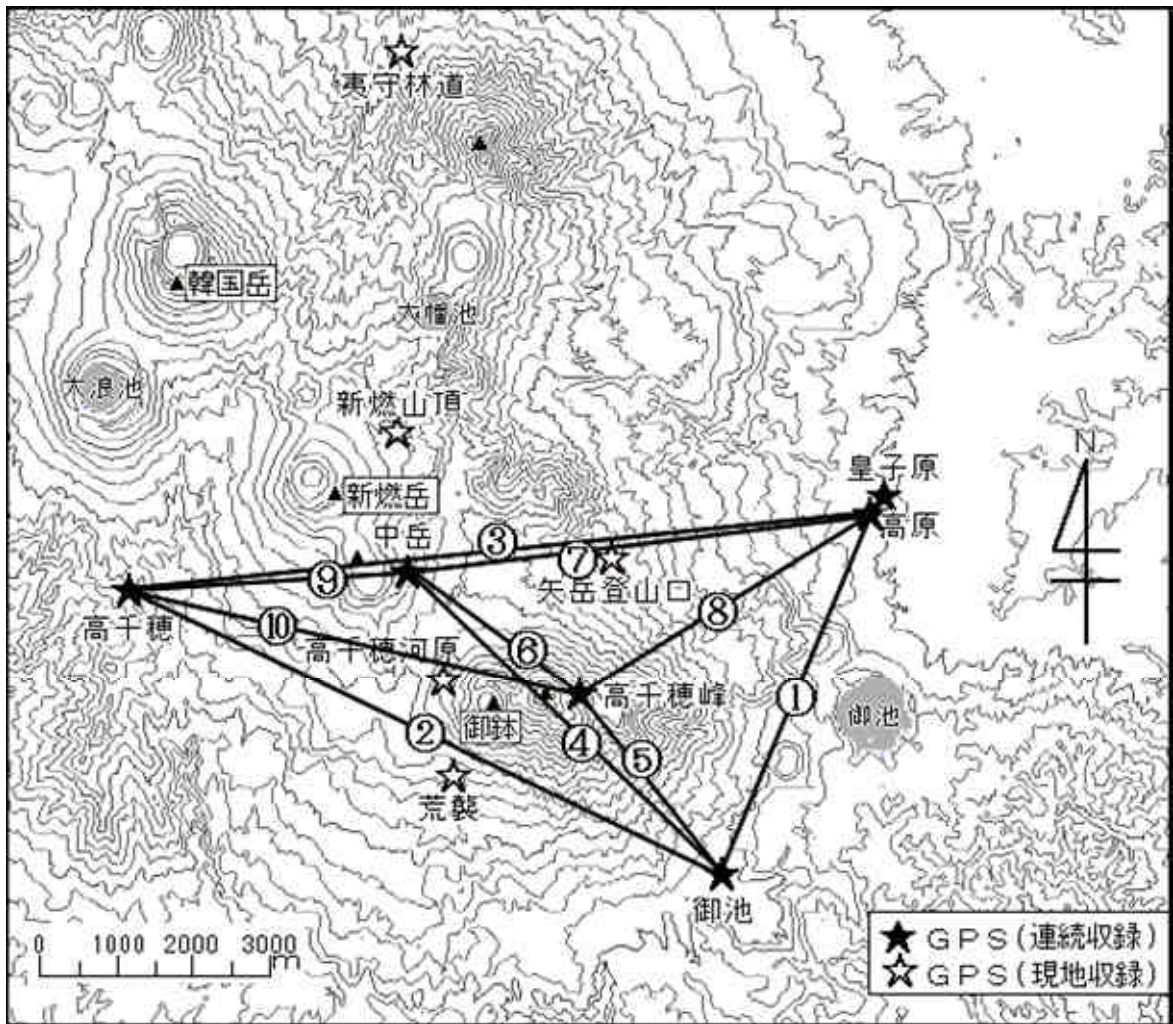 夷守林道
韓国岳
大幡池
大浪池
新燃山頂
皇子原
新燃岳
高原
中岳
③
⑦
⑨
矢岳登山口
高千穂
⑩
⑧
高千穂河原
⑥
高千穂峰
①
御鉢
御池
②
④
⑤
荒襲
御池
N
0 1000 2000 3000
m
★GPS(連続収録)
☆GPS(現地収録)